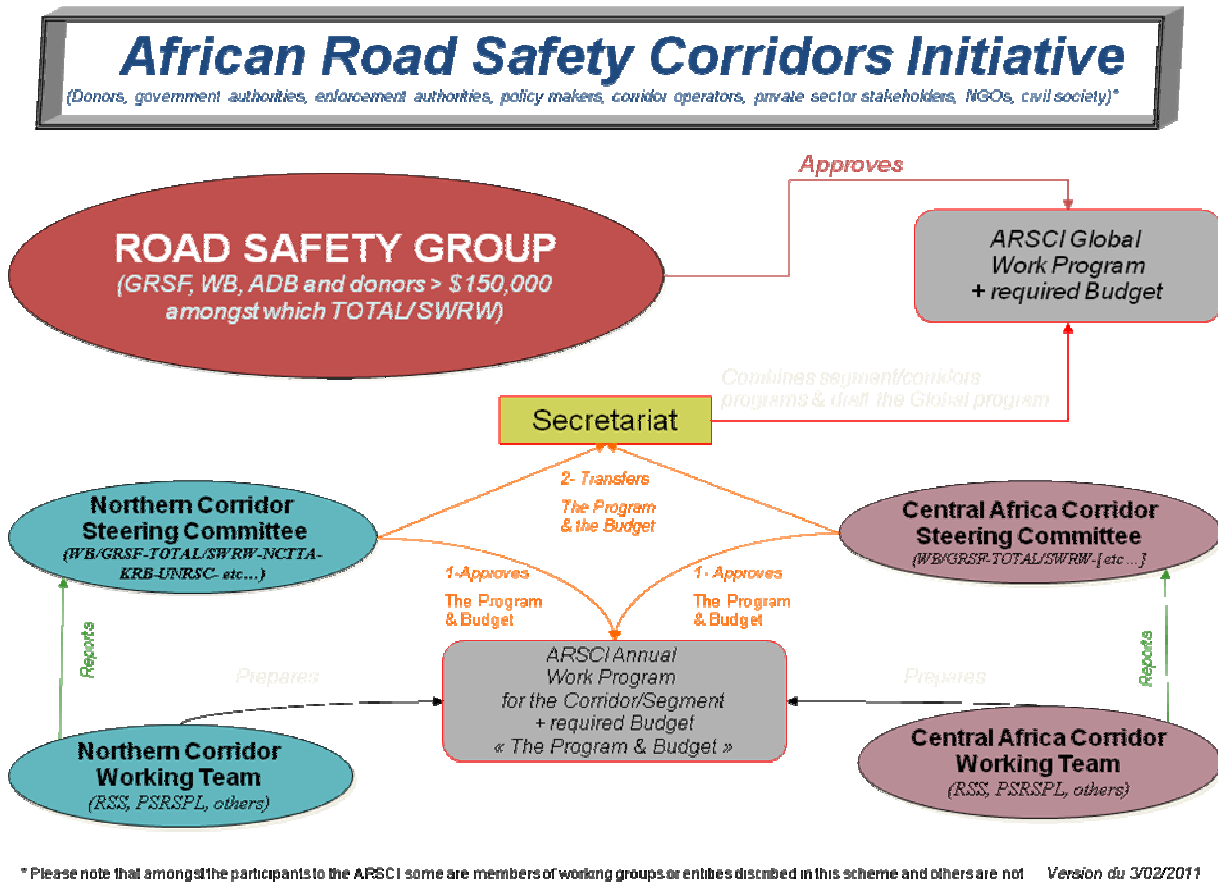 African Road Safety Corridors Initiative
(Donors, government authorities, enforcement authorities, policy makers, corridor operators, private sector stakeholders, NGOs, civil society)*
Approves
ROAD SAFETY GROUP
(GRSF, WB, ADB and donors > $150,000
amongst which TOTAL/ SWRW)
ARSCI Global
Work Program
+ required Budget
Combines segment/corridors
programs & draft the Global program
Secretariat
2- Transfers
The Program
& the Budget
Northern Corridor
Steering Committee
(WB/GRSF-TOTAL/SWRW-NCTTA-
KRB-UNRSC- etc…)
Central Africa Corridor
Steering Committee
(WB/GRSF-TOTAL/SWRW-[ etc …]
1-Approves
The Program
& Budget
1- Approves
The Program
& Budget
Reports
Prepares
ARSCI Annual
Work Program
for the Corridor/Segment
+ required Budget
« The Program & Budget »
Prepares
Reports
Northern Corridor
Working Team
(RSS, PSRSPL, others)
Central Africa Corridor
Working Team
(RSS, PSRSPL, others)
* Please note that amongst the participants to the ARSCI some are members of working groups or entities discribed in this scheme and others are not Version du 3/02/2011